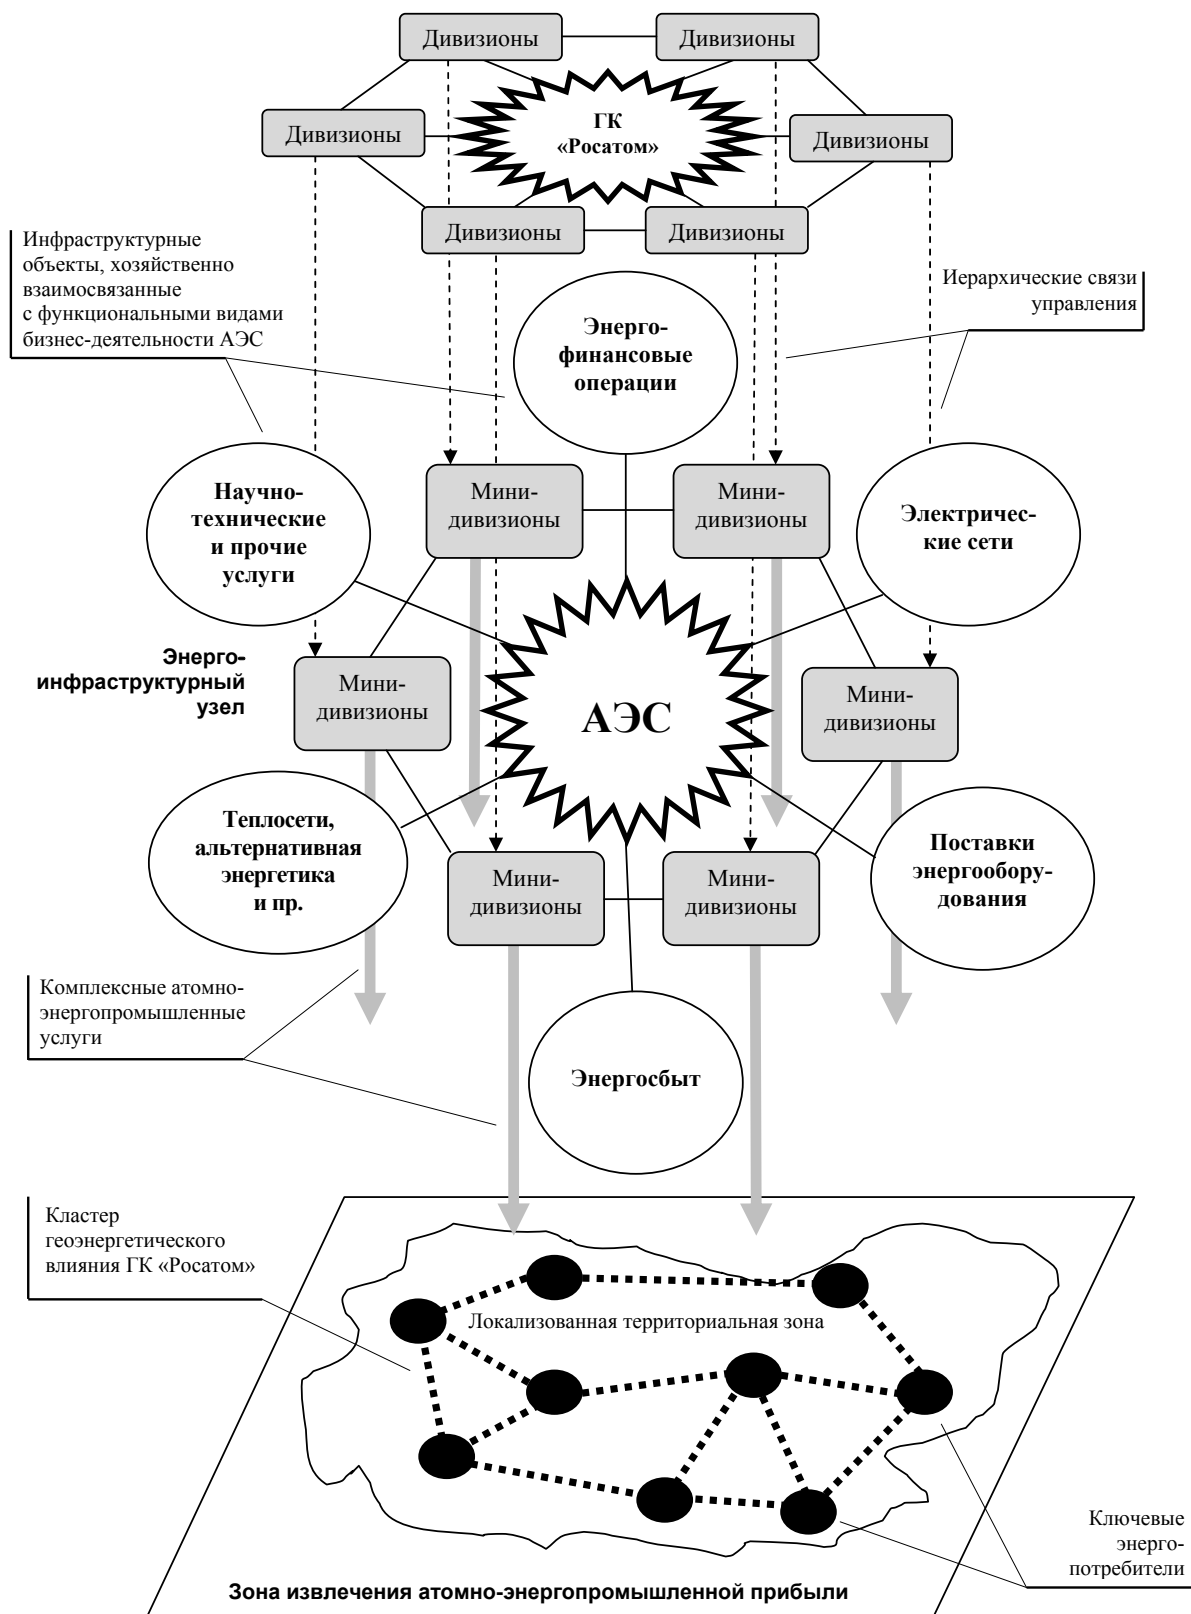 Дивизионы
Дивизионы
Дивизионы
ГК
«Росатом»
Дивизионы
Дивизионы
Дивизионы
Инфраструктурные
объекты, хозяйственно
взаимосвязанные
с функциональными видами
бизнес-деятельности АЭС
Иерархические связи
управления
Энерго-
финансовые
операции
Научно-
технические
и прочие
услуги
Мини-
дивизионы
Мини-
дивизионы
Электричес-
кие сети
Энерго-
инфраструктурный
узел
Мини-
дивизионы
АЭС
Мини-
дивизионы
Теплосети,
альтернативная
энергетика
и пр.
Мини-
дивизионы
Мини-
дивизионы
Поставки
энергообору-
дования
Комплексные атомно-
энергопромышленные
услуги
Энергосбыт
Кластер
геоэнергетического
влияния ГК «Росатом»
Локализованная территориальная зона
Ключевые
энерго-
потребители
Зона извлечения атомно-энергопромышленной прибыли